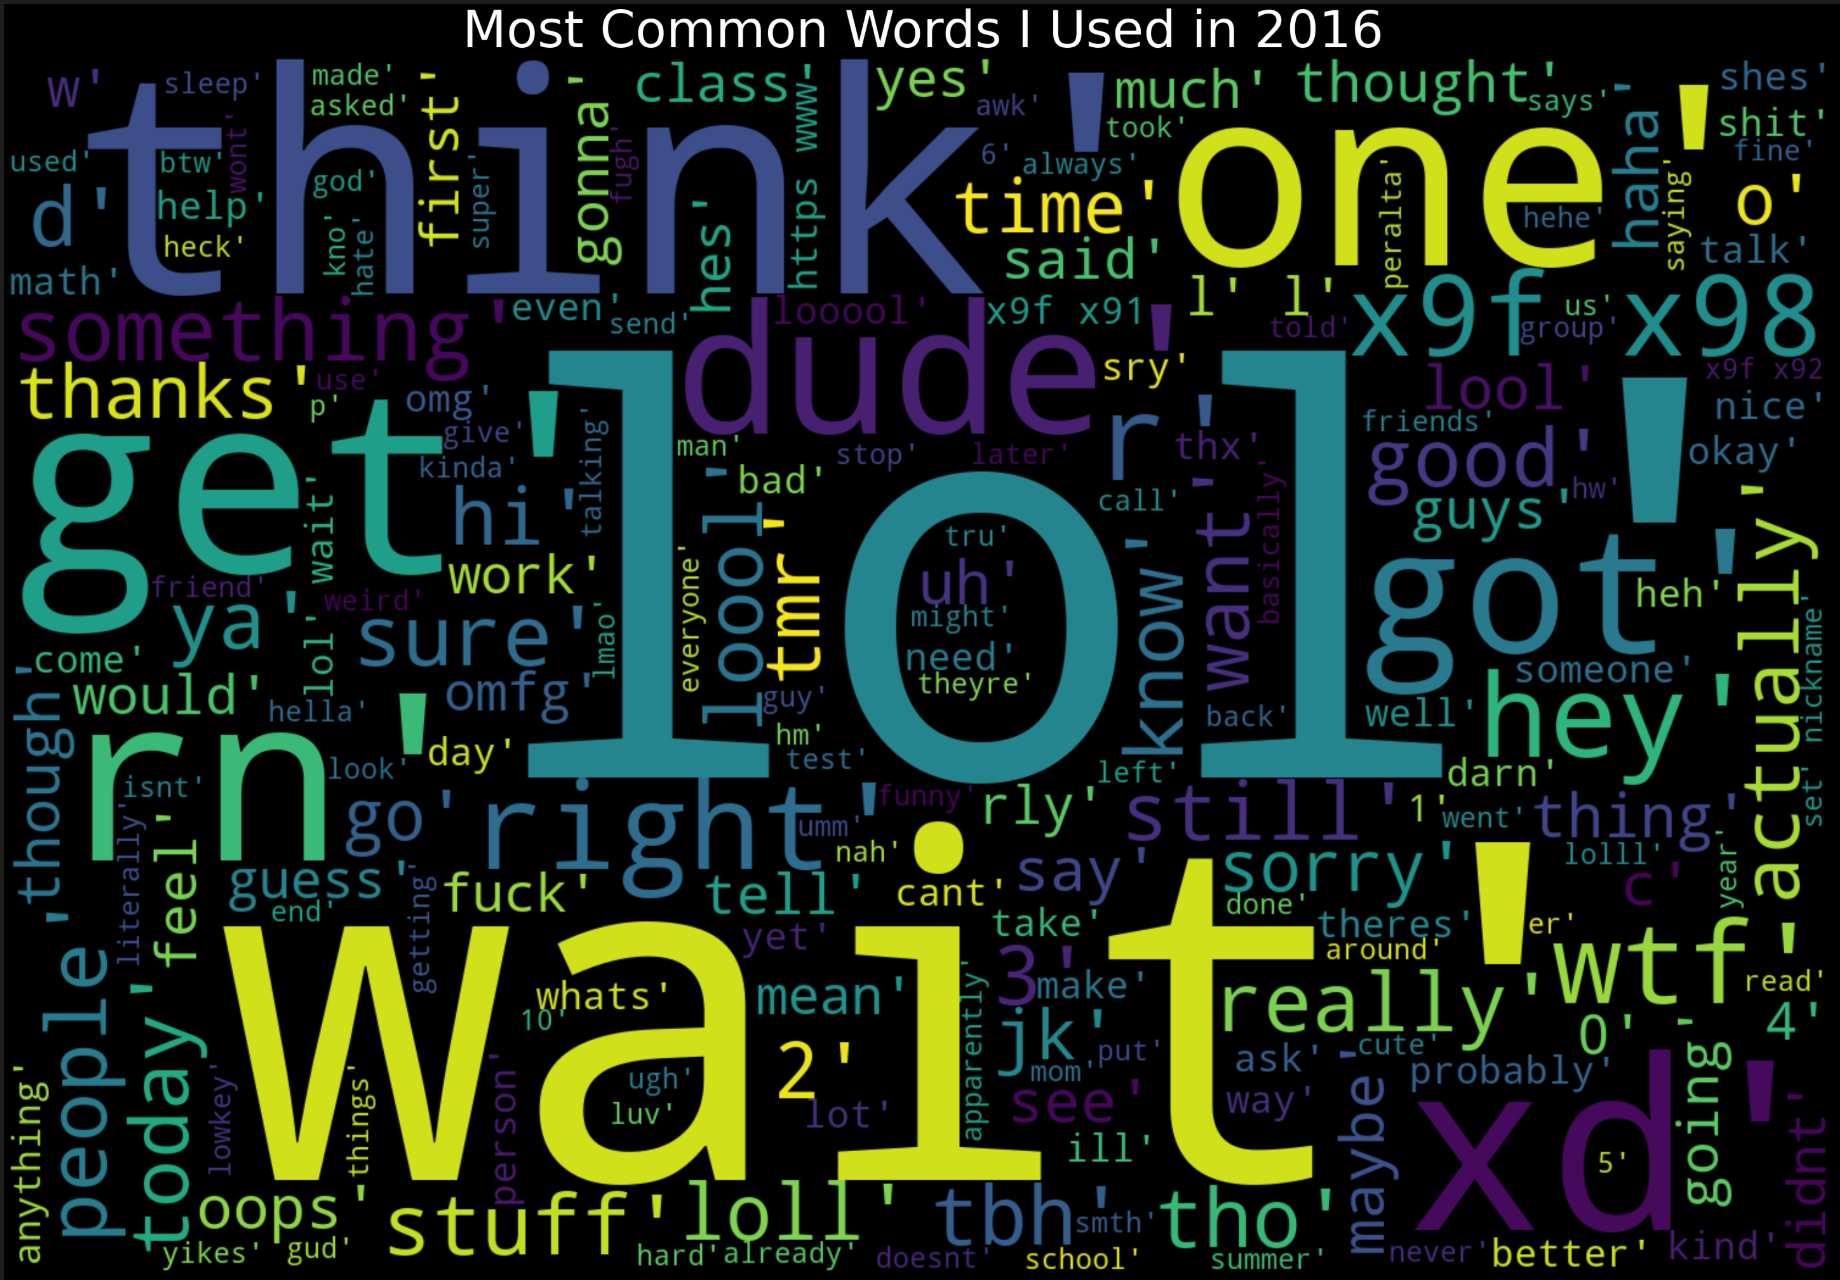 Most Common Words I Used in 2016
w'
sleep'
think'
made'
asked'
first'
gonna'
class'
https www
yes'
awk'
much'
took'
thought'
says'
haha'
shes'
shit'
fine'
used'
btw'
wont'
god'
super'
fugh'
6'
always'
one'
saying'
d'
help'
heck'
kno'
hate'
hes'
time'
said'
peralta'
hehe'
o'
talk'
math'
something'
even'
send'
dude'
looool'
x9f x91
l' l'
told'
x9f x98
us'
group'
thanks'
use'
p'
omg'
give'
kinda'
talking'
sry'
lool'
x9f x92
nice'
okay'
get'
hi'
man'
stop'
later'
r'
thx'
friends'
good'
hw'
guys'
lol'
bad'
loool'
tmr'
call'
want'
basically'
know'
tru'
uh'
might'
need'
theyre'
got'
heh'
actually'
friend'
lol' wait'
weird'
work'
ya'
sure'
lmao'
everyone'
come'
would'
hella'
omfg'
guy'
hm'
test'
back'
well'
someone'
hey'
set' nickname'
though'
rn'
day'
look'
isnt'
left'
darn'
literally'
feel'
go'
right'
umm'
funny'
nah'
rly'
still'
1'
went'
thing'
guess'
end'
getting'
fuck'
tell'
cant'
say'
sorry'
lolll'
c'
year'
done'
people'
today'
wait'
yet'
take'
theres'
around'
er'
wtf'
read'
whats'
10'
mean'
apparently'
3'
make'
really'
0'
4'
jk'
put'
mom'
ask'
cute'
probably'
anything'
lowkey'
things'
person'
ugh'
luv'
2'
lot'
see'
way'
maybe'
xd'
5'
going'
didnt'
ill'
oops'
yikes'
gud'
stuff'
loll'
hard'
already'
doesnt'
tbh'
smth'
school'
tho'
summer'
never'
better'
kind'